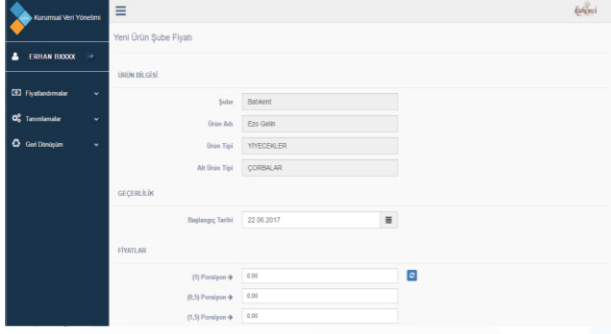 Kurumsal Veri Yönetimi
Yeni Ürün Şube Fiyatı
ERHAN BXXXX
ÜRÜN BİLGİSİ
Fiyatlandırmalar
Şube Batıkent
Tanımlamalar
Ürün Adı Ezo Gelin
Geri Dönüşüm
Ürün Tipi YİYECEKLER
Alt Ürün Tipi ÇORBALAR
GEÇERLİLİK
Başlangıç Tarihi 22.06.2017
FİYATLAR
(1) Porsiyon → 0,00
(0,5) Porsiyon → 0,00
(1,5) Porsiyon → 0,00